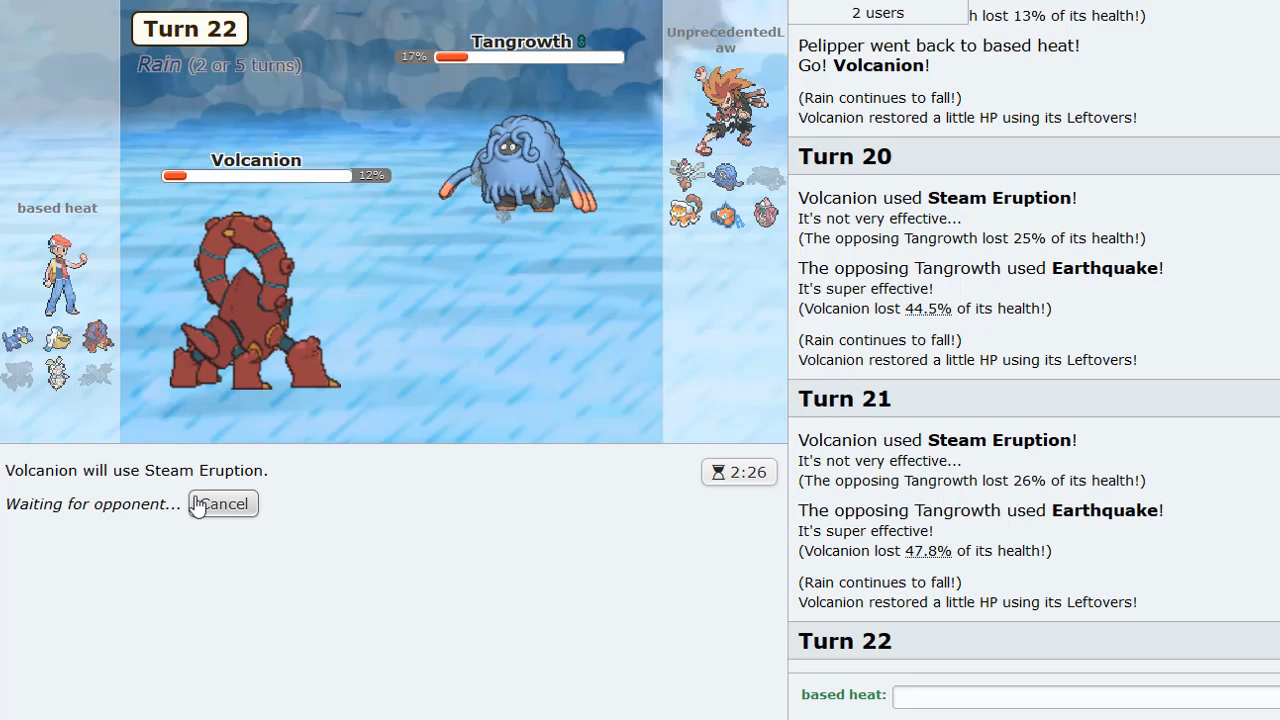 Turn 22
Rain (2 or 5 turns)
Tangrowth
17%
Volcanion
12%
based heat
UnprecedentedL
aw
Volcanion will use Steam Eruption.
Waiting for opponent... Cancel
2:26
2 users
h lost 13% of its health!)
Pelipper went back to based heat!
Go! Volcanion!
(Rain continues to fall!)
Volcanion restored a little HP using its Leftovers!
Turn 20
Volcanion used Steam Eruption!
It's not very effective...
(The opposing Tangrowth lost 25% of its health!)
The opposing Tangrowth used Earthquake!
It's super effective!
(Volcanion lost 44.5% of its health!)
(Rain continues to fall!)
Volcanion restored a little HP using its Leftovers!
Turn 21
Volcanion used Steam Eruption!
It's not very effective...
(The opposing Tangrowth lost 26% of its health!)
The opposing Tangrowth used Earthquake!
It's super effective!
(Volcanion lost 47.8% of its health!)
(Rain continues to fall!)
Volcanion restored a little HP using its Leftovers!
Turn 22
based heat: